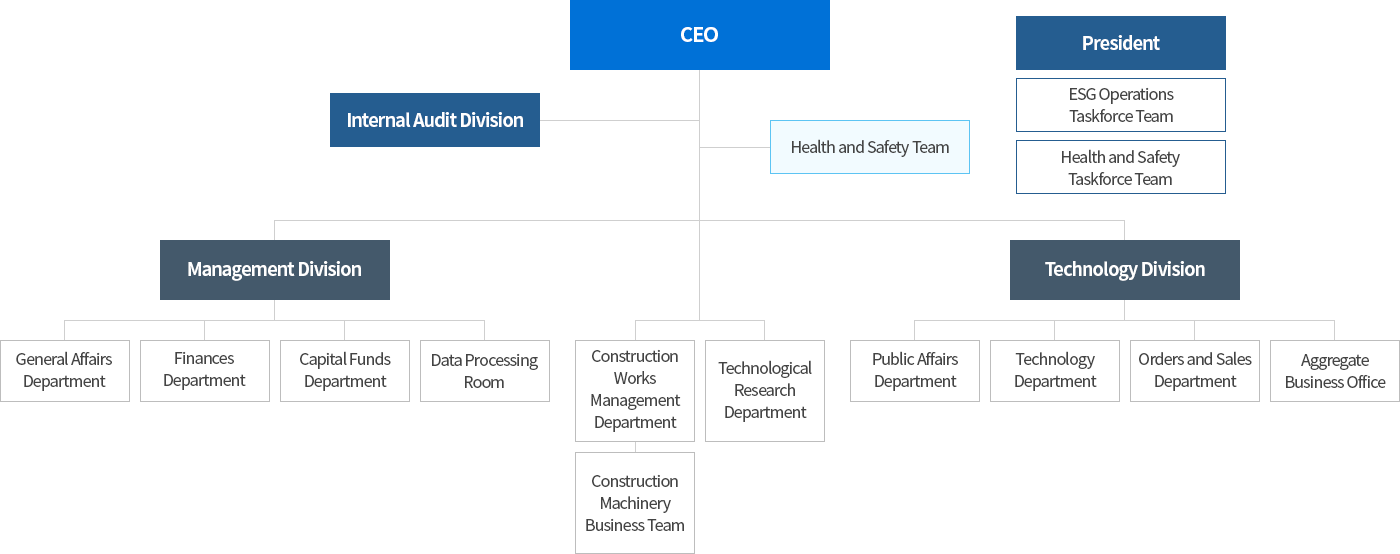 CEO
President
ESG Operations
Taskforce Team
Health and Safety
Taskforce Team
Internal Audit Division
Health and Safety Team
Management Division
Technology Division
General Affairs
Department
Finances
Department
Capital Funds
Department
Data Processing
Room
Construction
Works
Management
Department
Technological
Research
Department
Public Affairs
Department
Technology
Department
Orders and Sales
Department
Aggregate
Business Office
Construction
Machinery
Business Team